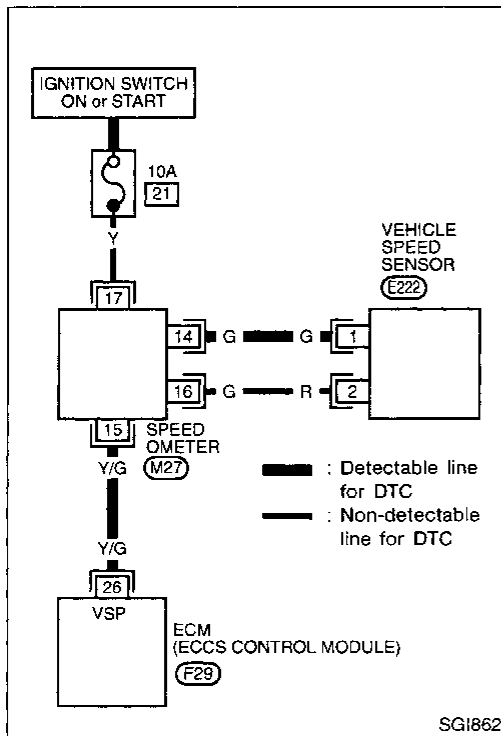 IGNITION SWITCH
ON or START
10A
21
Y
VEHICLE
SPEED
SENSOR
E222
17
14 G G 1
16 G R 2
15 SPEED
OMETER
M27
Y/G
: Detectable line
for DTC
: Non-detectable
line for DTC
Y/G
26
VSP
ECM
(ECCS CONTROL MODULE)
F29
SGI862